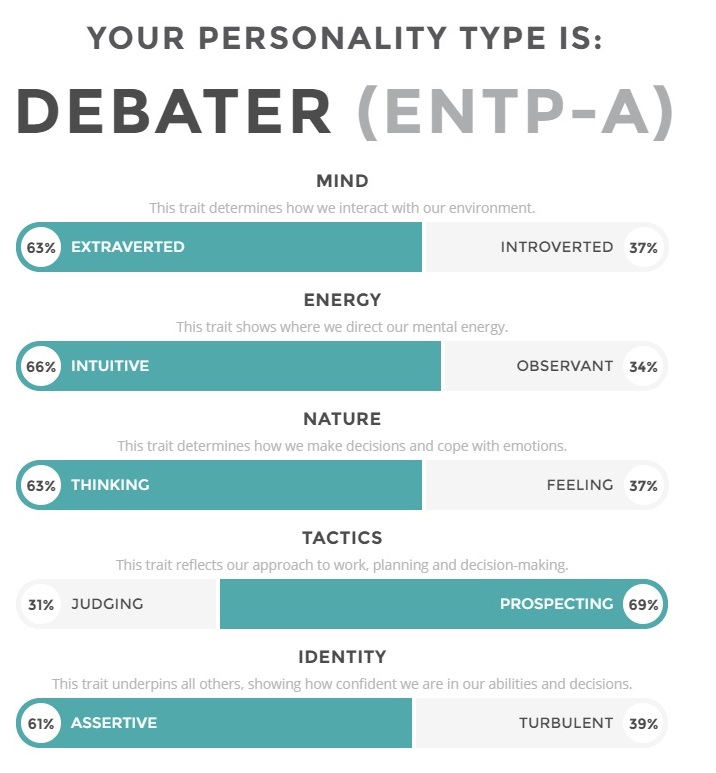 YOUR PERSONALITY TYPE IS:
DEBATER (ENTP-A)
MIND
This trait determines how we interact with our environment.
63% EXTRAVERTED INTROVERTED 37%
ENERGY
This trait shows where we direct our mental energy.
66% INTUITIVE OBSERVANT 34%
NATURE
This trait determines how we make decisions and cope with emotions.
63% THINKING FEELING 37%
TACTICS
This trait reflects our approach to work, planning and decision-making.
31% JUDGING PROSPECTING 69%
IDENTITY
This trait underpins all others, showing how confident we are in our abilities and decisions.
61% ASSERTIVE TURBULENT 39%